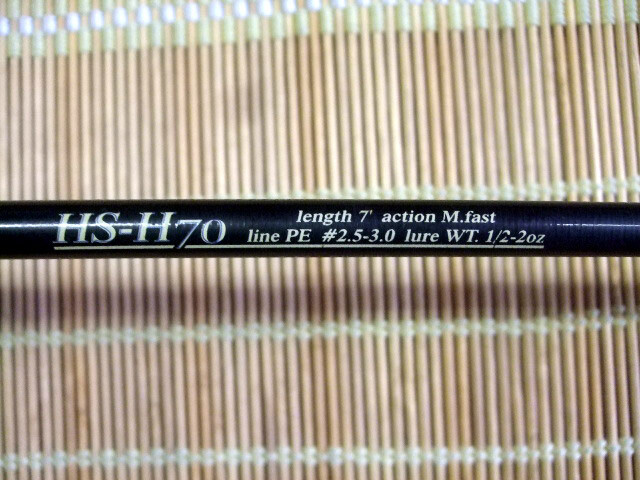 HS-H70
length 7' action M.fast
line PE #2.5-3.0 lure WT. 1/2-2oz